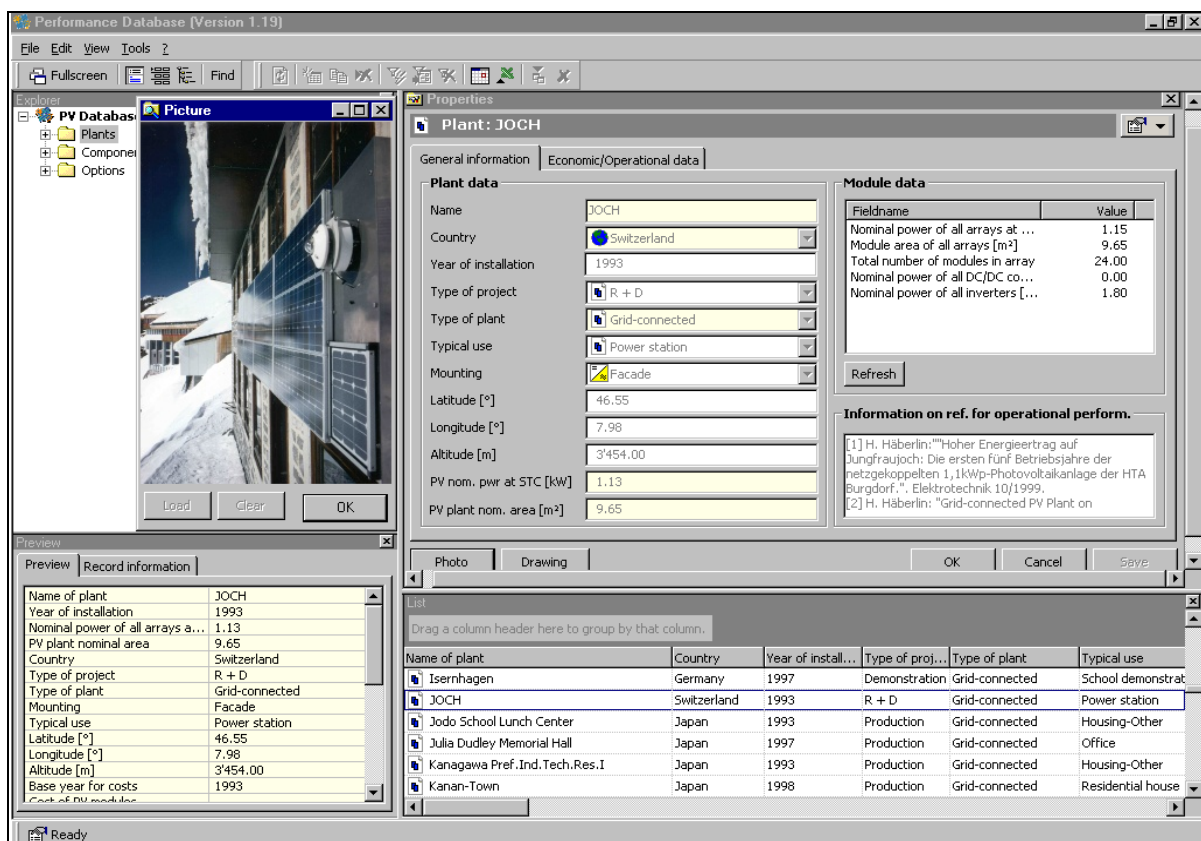 Performance Database (Version 1.19)
File Edit View Tools ?
Fullscreen Find
Explorer
PV Databas
Plants
Componer
Options
Picture
Load Clear OK
Properties
Plant: JOCH
General information Economic/Operational data
Plant data
Name JOCH
Country Switzerland
Year of installation 1993
Type of project R + D
Type of plant Grid-connected
Typical use Power station
Mounting Facade
Latitude [°] 46.55
Longitude [°] 7.98
Altitude [m] 3'454.00
PV nom. pwr at STC [kW] 1.13
PV plant nom. area [m²] 9.65
Module data
Fieldname Value
Nominal power of all arrays at ... 1.15
Module area of all arrays [m²] 9.65
Total number of modules in array 24.00
Nominal power of all DC/DC co... 0.00
Nominal power of all inverters [... 1.80
Refresh
Information on ref. for operational perform.
[1] H. Häberlin:""Hoher Energieertrag auf
Jungfraujoch: Die ersten fünf Betriebsjahre der
netzgekoppelten 1,1kWp-Photovoltaikanlage der HTA
Burgdorf.". Elektrotechnik 10/1999.
[2] H. Häberlin: "Grid-connected PV Plant on
Photo Drawing OK Cancel Save
Preview
Preview Record information
Name of plant JOCH
Year of installation 1993
Nominal power of all arrays a... 1.13
PV plant nominal area 9.65
Country Switzerland
Type of project R + D
Type of plant Grid-connected
Mounting Facade
Typical use Power station
Latitude [°] 46.55
Longitude [°] 7.98
Altitude [m] 3'454.00
Base year for costs 1993
Cost of PV modules
List
Drag a column header here to group by that column.
Name of plant Country Year of install... Type of proj... Type of plant Typical use
Isernhagen Germany 1997 Demonstration Grid-connected School demonstrat
JOCH Switzerland 1993 R + D Grid-connected Power station
Jodo School Lunch Center Japan 1993 Production Grid-connected Housing-Other
Julia Dudley Memorial Hall Japan 1997 Production Grid-connected Office
Kanagawa Pref.Ind.Tech.Res.I Japan 1993 Production Grid-connected Housing-Other
Kanan-Town Japan 1998 Production Grid-connected Residential house
Ready